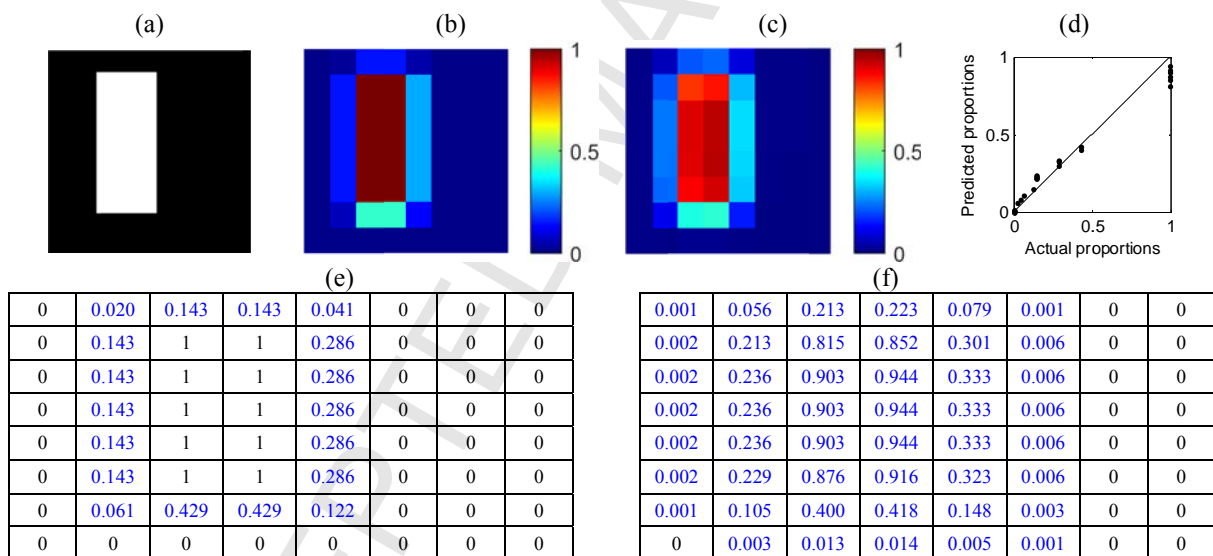 (a) (b) (c) (d)
1 1 1
0.5 0.5 0.5
0 0 0
0 0.5 1
Predicted proportions
Actual proportions
(e) (f)
0 0.020 0.143 0.143 0.041 0 0 0 0.001 0.056 0.213 0.223 0.079 0.001 0 0
0 0.143 1 1 0.286 0 0 0 0.002 0.213 0.815 0.852 0.301 0.006 0 0
0 0.143 1 1 0.286 0 0 0 0.002 0.236 0.903 0.944 0.333 0.006 0 0
0 0.143 1 1 0.286 0 0 0 0.002 0.236 0.903 0.944 0.333 0.006 0 0
0 0.143 1 1 0.286 0 0 0 0.002 0.236 0.903 0.944 0.333 0.006 0 0
0 0.143 1 1 0.286 0 0 0 0.002 0.229 0.876 0.916 0.323 0.006 0 0
0 0.061 0.429 0.429 0.122 0 0 0 0.001 0.105 0.400 0.418 0.148 0.003 0 0
0 0 0 0 0 0 0 0 0 0.003 0.013 0.014 0.005 0.001 0 0